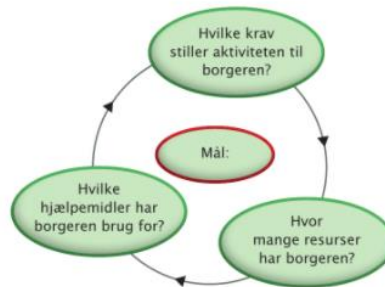 Hvilke krav
stiller aktiviteten til
borgeren?
Mål:
Hvilke
hjælpemidler har
borgeren brug for?
Hvor
mange resurser
har borgeren?